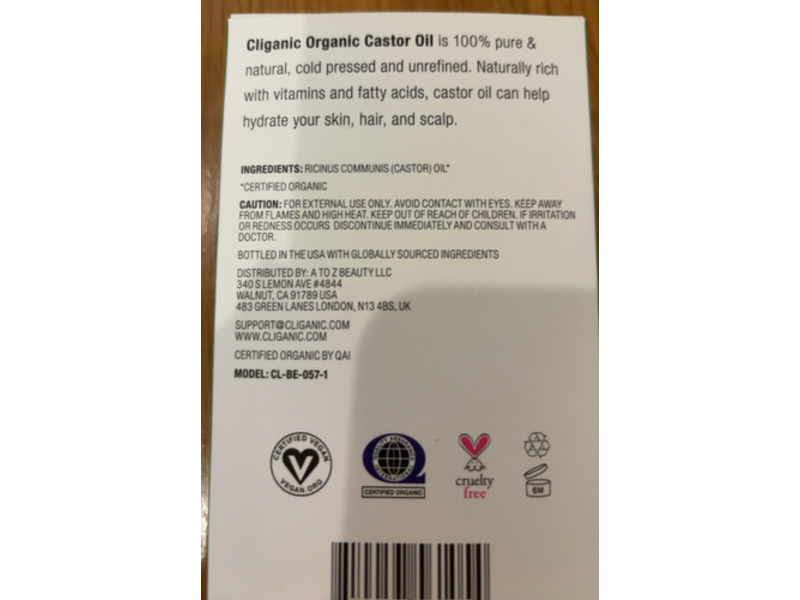 Cliganic Organic Castor Oil is 100% pure &
natural, cold pressed and unrefined. Naturally rich
with vitamins and fatty acids, castor oil can help
hydrate your skin, hair, and scalp.
INGREDIENTS: RICINUS COMMUNIS (CASTOR) OIL*
*CERTIFIED ORGANIC
CAUTION: FOR EXTERNAL USE ONLY. AVOID CONTACT WITH EYES. KEEP AWAY
FROM FLAMES AND HIGH HEAT. KEEP OUT OF REACH OF CHILDREN. IF IRRITATION
OR REDNESS OCCURS DISCONTINUE IMMEDIATELY AND CONSULT WITH A
DOCTOR.
BOTTLED IN THE USA WITH GLOBALLY SOURCED INGREDIENTS
DISTRIBUTED BY: A TO Z BEAUTY LLC
340 S LEMON AVE #4844
WALNUT, CA 91789 USA
483 GREEN LANES LONDON, N13 4BS, UK
SUPPORT@CLIGANIC.COM
WWW.CLIGANIC.COM
CERTIFIED ORGANIC BY QAI
MODEL: CL-BE-057-1
CERTIFIED VEGAN
VEGAN.ORG
QUALITY ASSURANCE
INTERNATIONAL
CERTIFIED ORGANIC
cruelty
free
6M